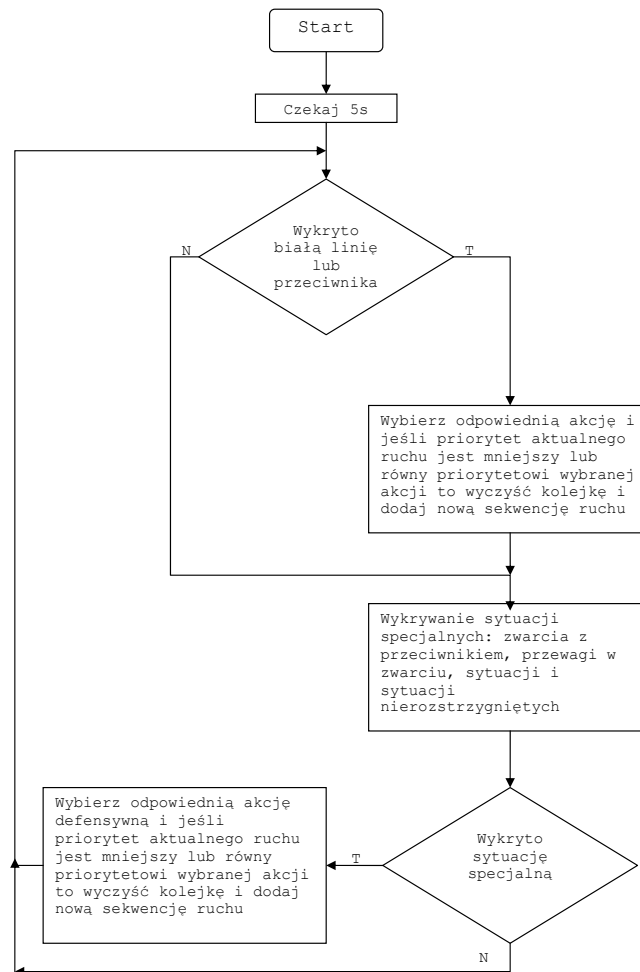 Start
Czekaj 5s
Wykryto
białą linię
lub
przeciwnika
N
T
Wybierz odpowiednią akcję i
jeśli priorytet aktualnego
ruchu jest mniejszy lub
równy priorytetowi wybranej
akcji to wyczyść kolejkę i
dodaj nową sekwencję ruchu
Wykrywanie sytuacji
specjalnych: zwarcia z
przeciwnikiem, przewagi w
zwarciu, sytuacji i
sytuacji
nierozstrzygniętych
Wybierz odpowiednią akcję
defensywną i jeśli
priorytet aktualnego ruchu
jest mniejszy lub równy
priorytetowi wybranej akcji
to wyczyść kolejkę i dodaj
nową sekwencję ruchu
T
Wykryto
sytuację
specjalną
N